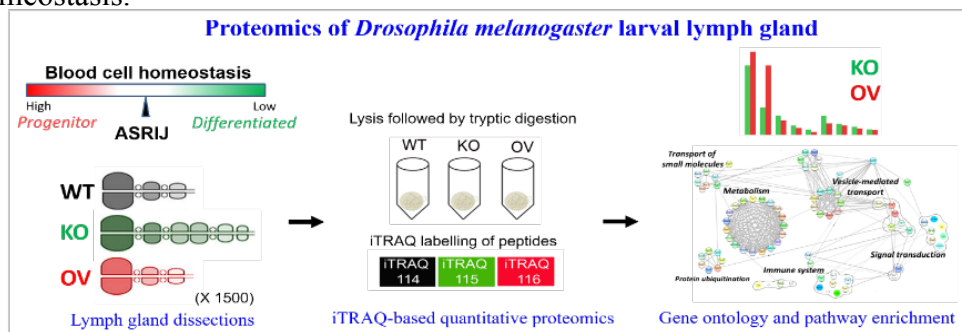 meostasis.
Proteomics of Drosophila melanogaster larval lymph gland
Blood cell homeostasis
High
Low
Progenitor
Differentiated
ASRIJ
WT
KO
OV
(X 1500)
Lymph gland dissections
Lysis followed by tryptic digestion
WT KO OV
iTRAQ labelling of peptides
iTRAQ iTRAQ iTRAQ
114 115 116
iTRAQ-based quantitative proteomics
KO
OV
Transport of
small molecules
Metabolism
Vesicle-mediated
transport
Signal transduction
Immune system
Protein ubiquitination
Gene ontology and pathway enrichment